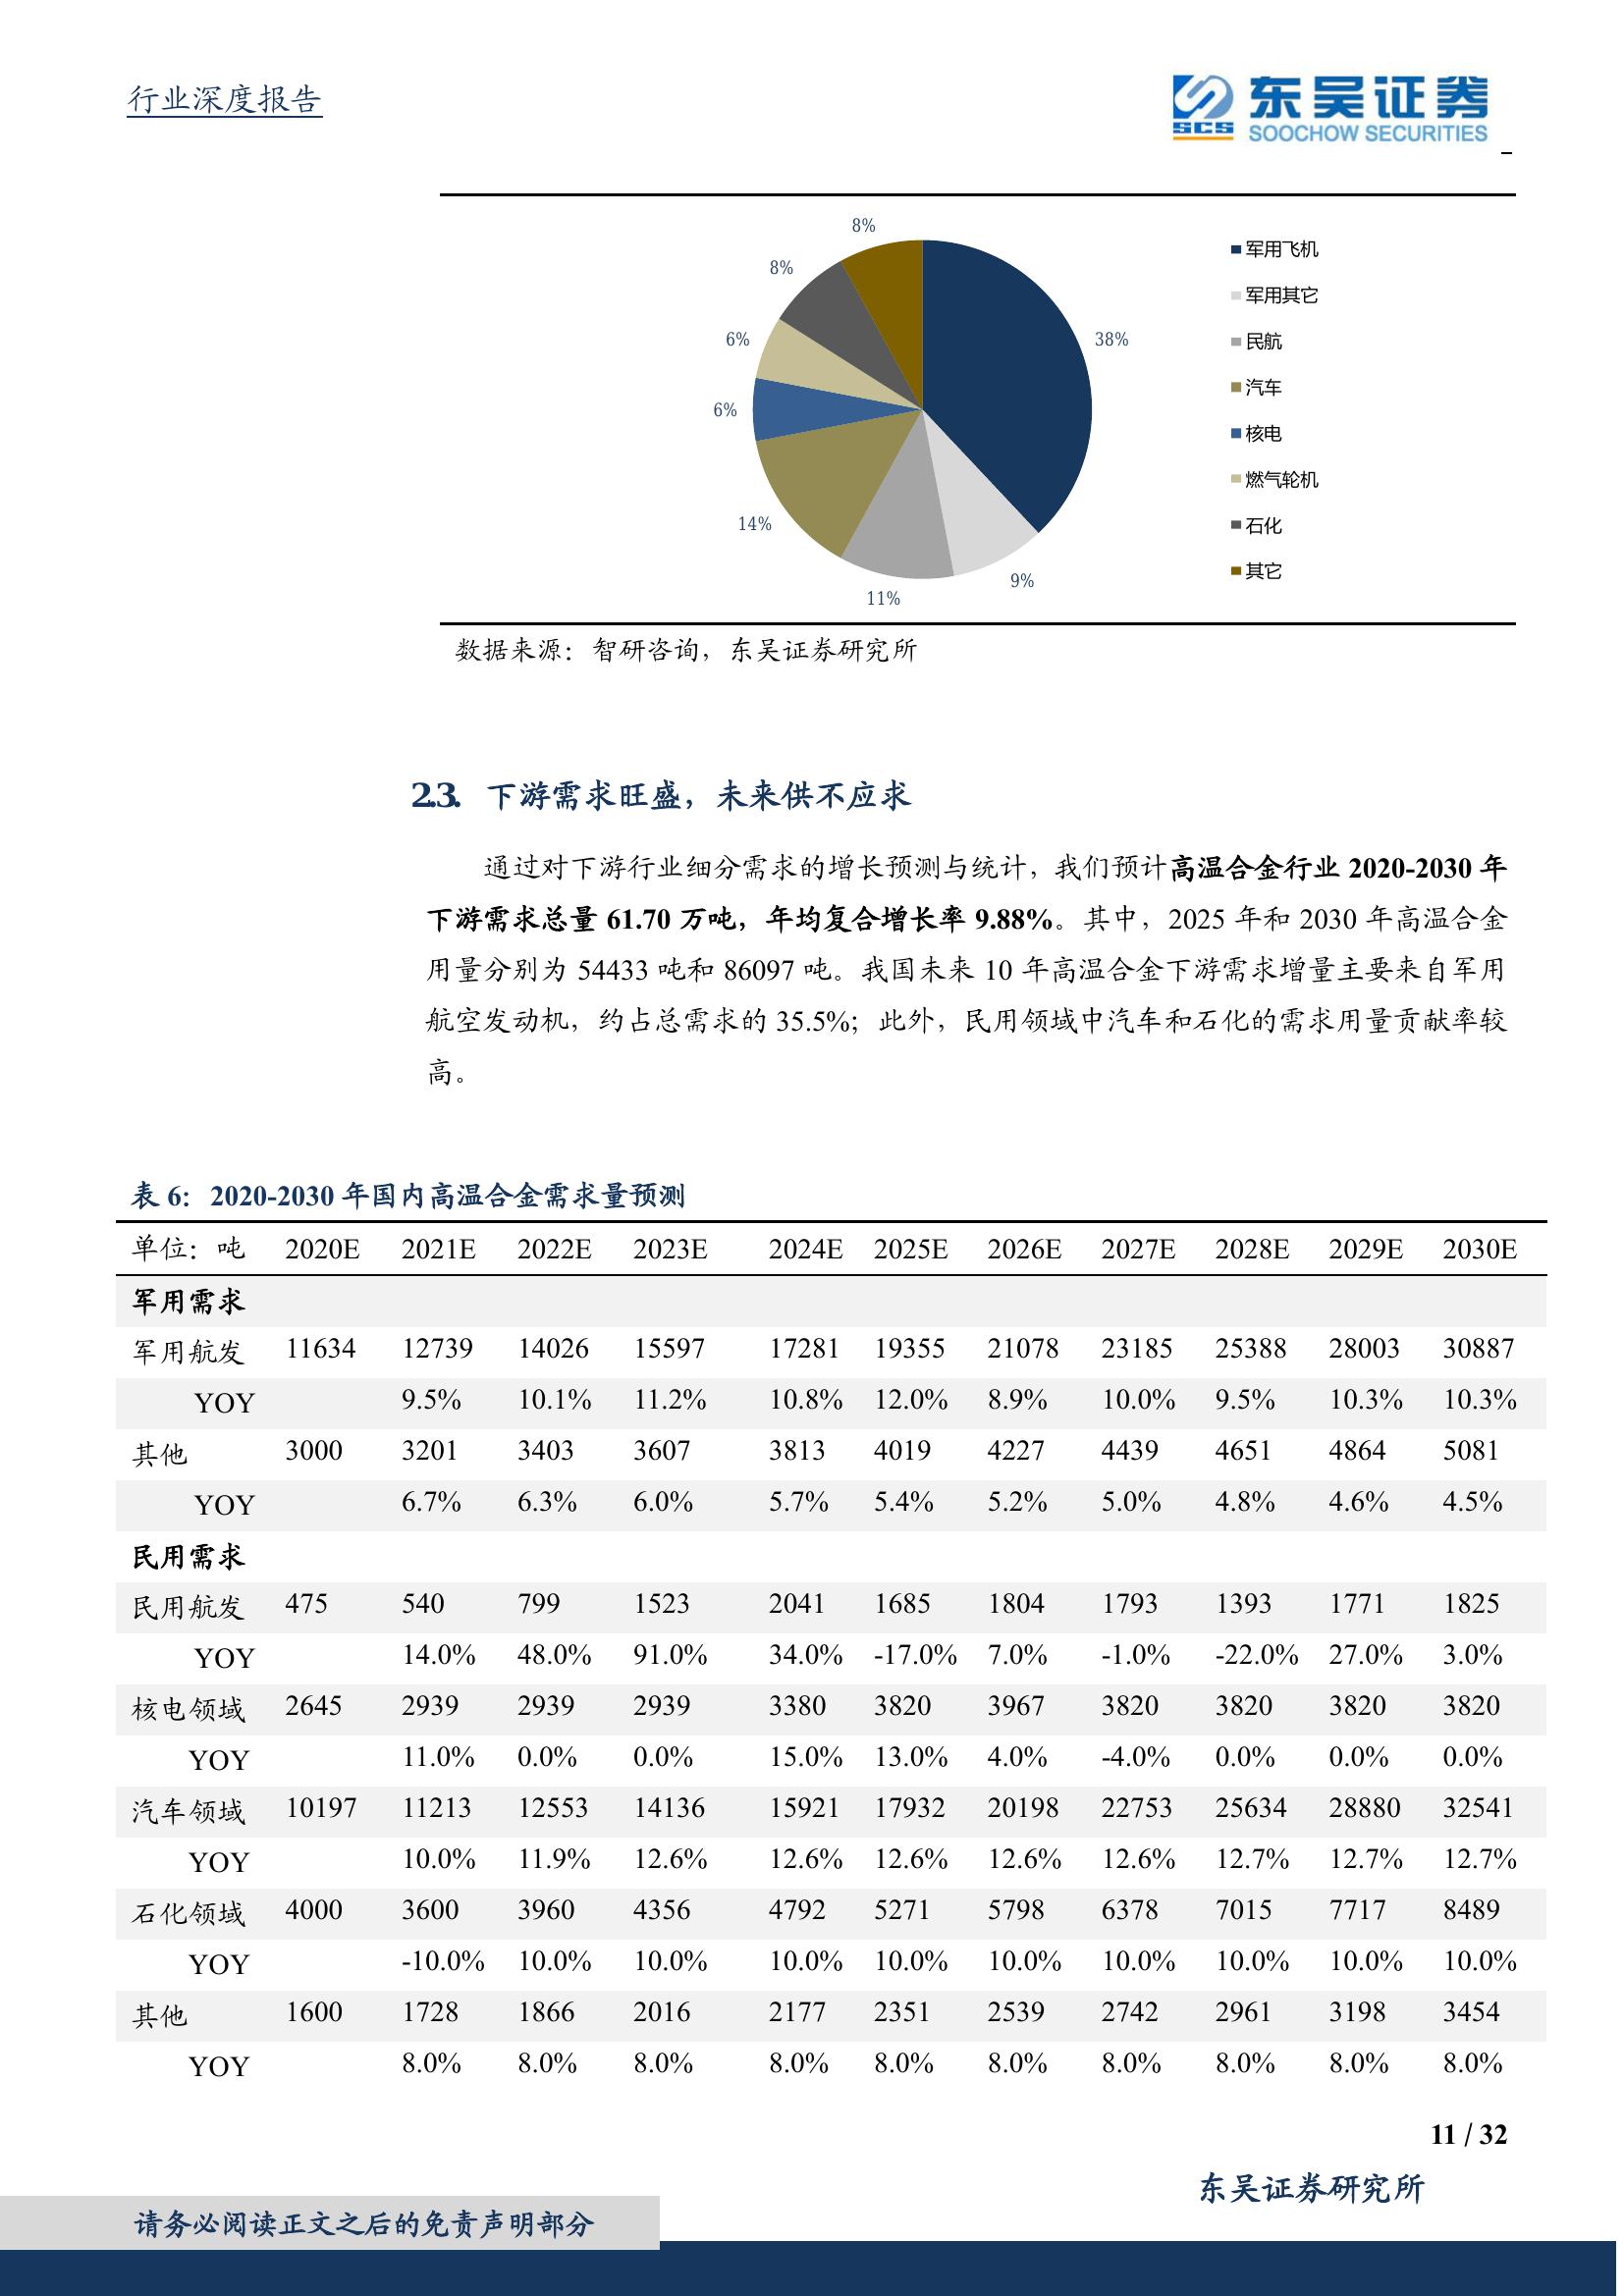 行业深度报告
SCS
东吴证券
SOOCHOW SECURITIES
8%
8%
6%
6%
14%
11%
9%
38%
军用飞机
军用其它
民航
汽车
核电
燃气轮机
石化
其它
数据来源：智研咨询，东吴证券研究所
2.3. 下游需求旺盛，未来供不应求
通过对下游行业细分需求的增长预测与统计，我们预计高温合金行业 2020-2030 年
下游需求总量 61.70 万吨，年均复合增长率 9.88%。其中，2025 年和 2030 年高温合金
用量分别为 54433 吨和 86097 吨。我国未来 10 年高温合金下游需求增量主要来自军用
航空发动机，约占总需求的 35.5%；此外，民用领域中汽车和石化的需求用量贡献率较
高。
表 6：2020-2030 年国内高温合金需求量预测
单位：吨 2020E 2021E 2022E 2023E 2024E 2025E 2026E 2027E 2028E 2029E 2030E
军用需求
军用航发 11634 12739 14026 15597 17281 19355 21078 23185 25388 28003 30887
YOY 9.5% 10.1% 11.2% 10.8% 12.0% 8.9% 10.0% 9.5% 10.3% 10.3%
其他 3000 3201 3403 3607 3813 4019 4227 4439 4651 4864 5081
YOY 6.7% 6.3% 6.0% 5.7% 5.4% 5.2% 5.0% 4.8% 4.6% 4.5%
民用需求
民用航发 475 540 799 1523 2041 1685 1804 1793 1393 1771 1825
YOY 14.0% 48.0% 91.0% 34.0% -17.0% 7.0% -1.0% -22.0% 27.0% 3.0%
核电领域 2645 2939 2939 2939 3380 3820 3967 3820 3820 3820 3820
YOY 11.0% 0.0% 0.0% 15.0% 13.0% 4.0% -4.0% 0.0% 0.0% 0.0%
汽车领域 10197 11213 12553 14136 15921 17932 20198 22753 25634 28880 32541
YOY 10.0% 11.9% 12.6% 12.6% 12.6% 12.6% 12.6% 12.7% 12.7% 12.7%
石化领域 4000 3600 3960 4356 4792 5271 5798 6378 7015 7717 8489
YOY -10.0% 10.0% 10.0% 10.0% 10.0% 10.0% 10.0% 10.0% 10.0% 10.0%
其他 1600 1728 1866 2016 2177 2351 2539 2742 2961 3198 3454
YOY 8.0% 8.0% 8.0% 8.0% 8.0% 8.0% 8.0% 8.0% 8.0% 8.0%
11 / 32
东吴证券研究所
请务必阅读正文之后的免责声明部分